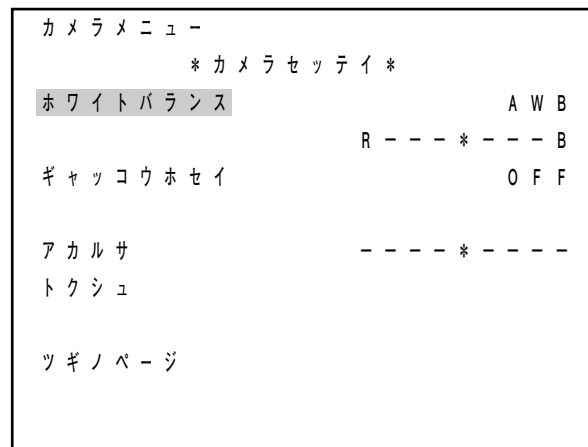 カメラメニュー
*カメラセッテイ*
ホワイトバランス AWB
R－－－*－－－B
ギャッコウホセイ OFF
アカルサ －－－－*－－－－
トクシュ
ツギノページ